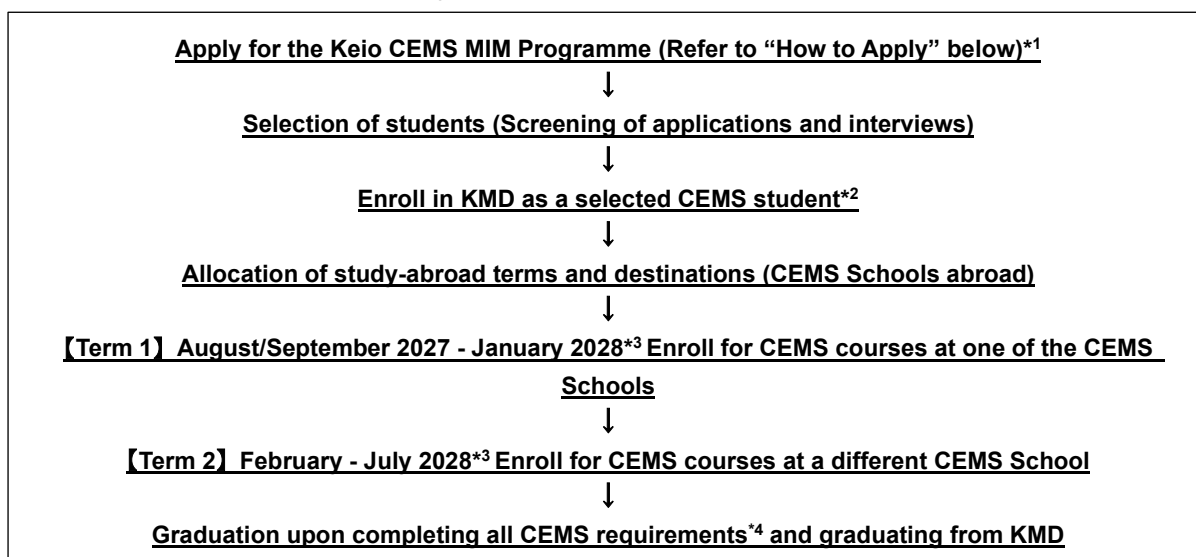 Apply for the Keio CEMS MIM Programme (Refer to “How to Apply” below)*1
↓
Selection of students (Screening of applications and interviews)
↓
Enroll in KMD as a selected CEMS student*2
↓
Allocation of study-abroad terms and destinations (CEMS Schools abroad)
↓
【Term 1】 August/September 2027 - January 2028*3 Enroll for CEMS courses at one of the CEMS
Schools
↓
【Term 2】 February - July 2028*3 Enroll for CEMS courses at a different CEMS School
↓
Graduation upon completing all CEMS requirements*4 and graduating from KMD